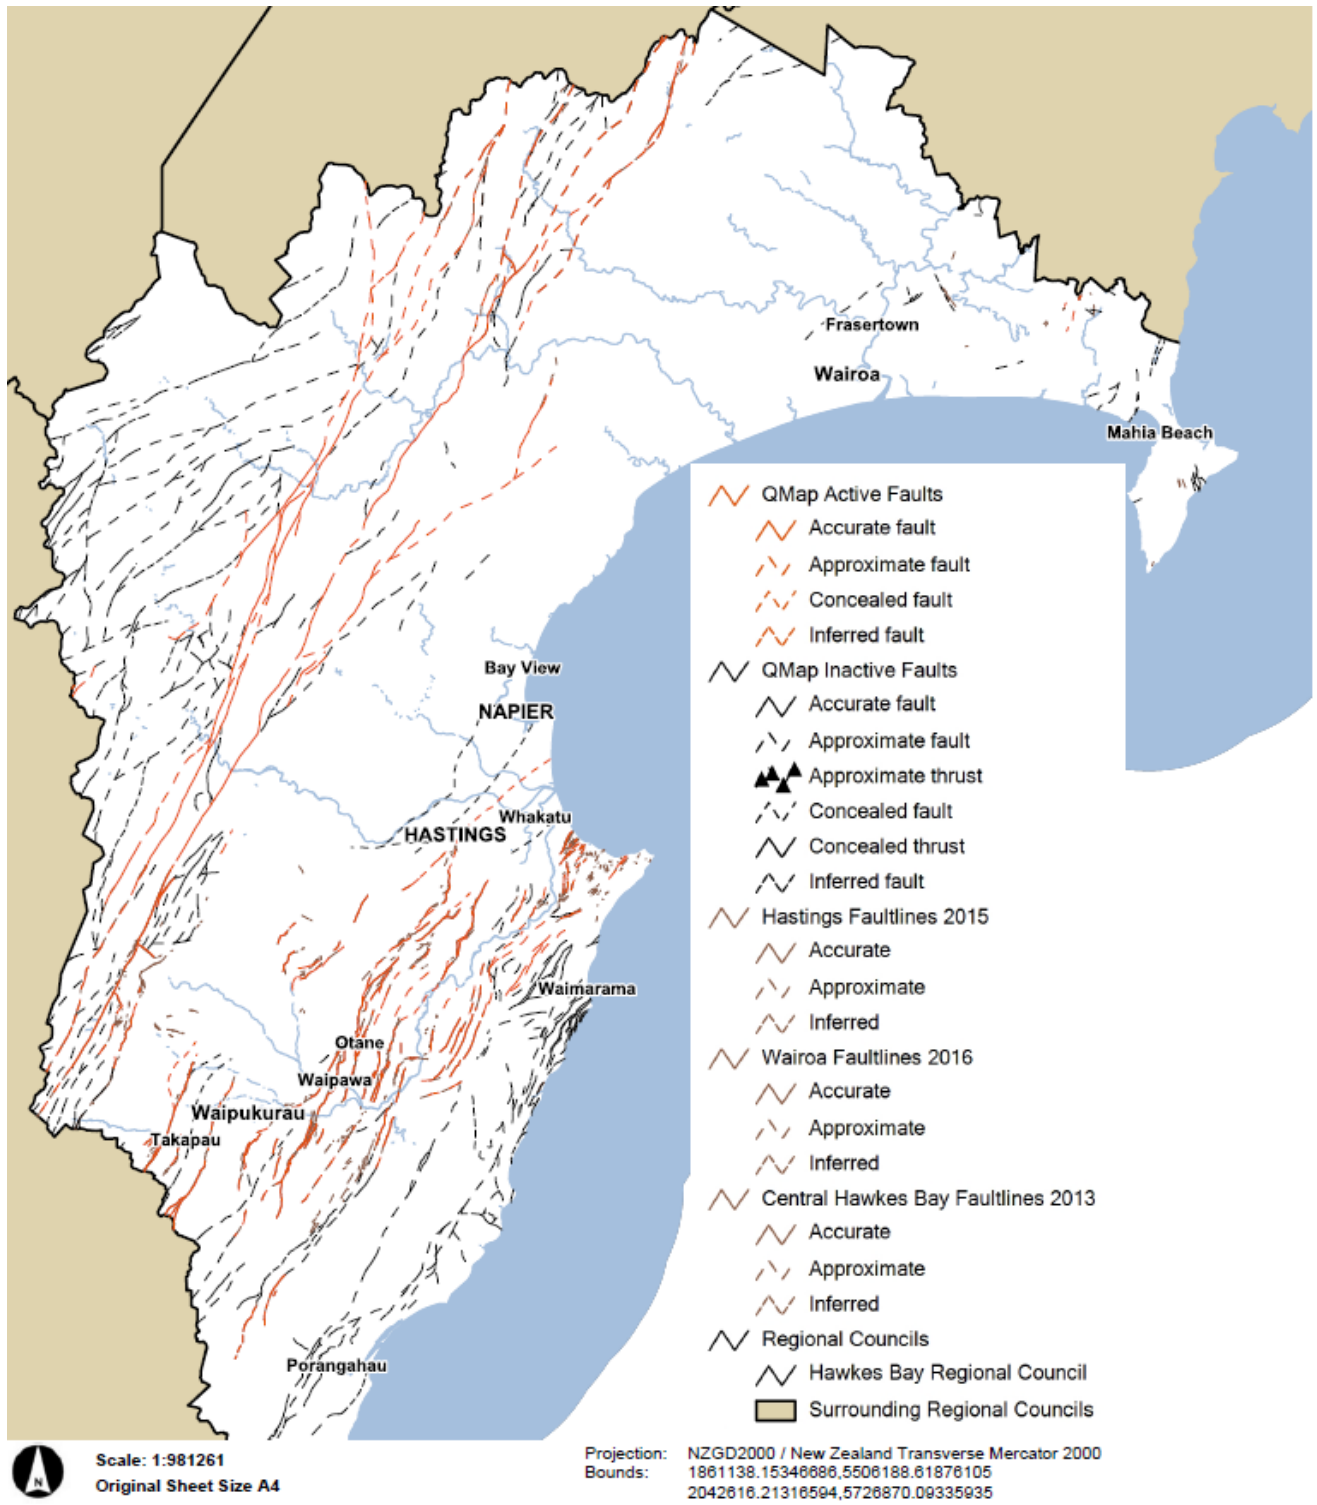 Frasertown
Wairoa
Mahia Beach
QMap Active Faults
Accurate fault
Approximate fault
Concealed fault
Inferred fault
QMap Inactive Faults
Accurate fault
Approximate fault
Approximate thrust
Concealed fault
Concealed thrust
Inferred fault
Hastings Faultlines 2015
Accurate
Approximate
Inferred
Wairoa Faultlines 2016
Accurate
Approximate
Inferred
Central Hawkes Bay Faultlines 2013
Accurate
Approximate
Inferred
Regional Councils
Hawkes Bay Regional Council
Surrounding Regional Councils
Bay View
NAPIER
Whakatu
HASTINGS
Waimarama
Otane
Waipawa
Waipukurau
Takapau
Porangahau
N
Scale: 1:981261
Original Sheet Size A4
Projection: NZGD2000 / New Zealand Transverse Mercator 2000
Bounds: 1861138.15346686,5506188.61876105
2042616.21316594,5726870.09335935